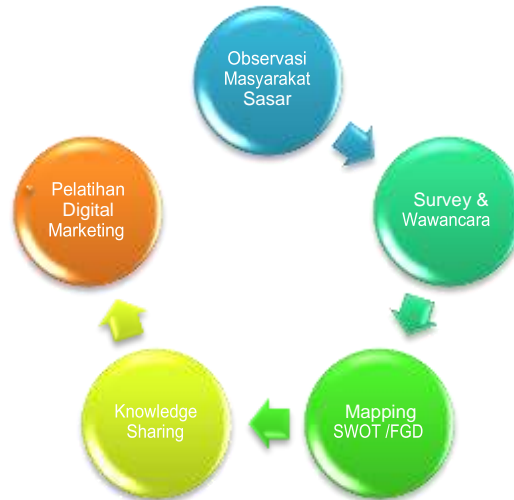 Observasi
Masyarakat
Sasar
Survey &
Wawancara
Mapping
SWOT /FGD
Knowledge
Sharing
Pelatihan
Digital
Marketing